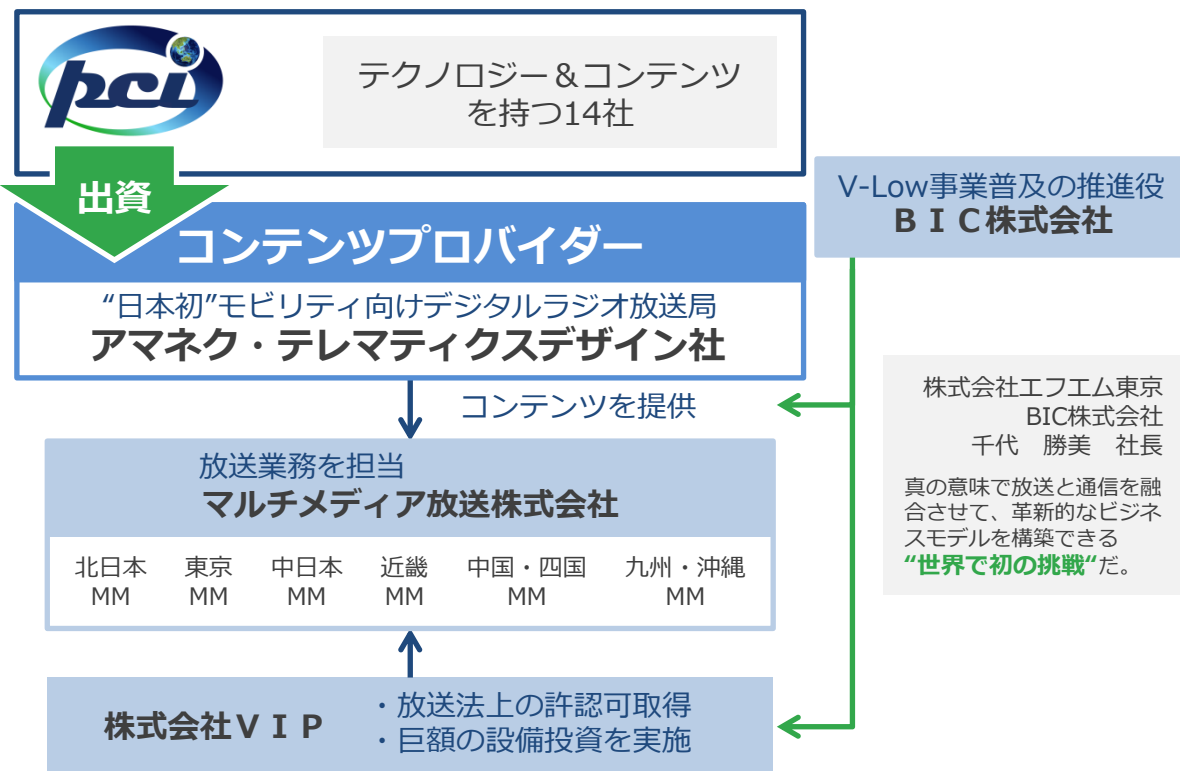 pci
テクノロジー＆コンテンツ
を持つ14社
出資
コンテンツプロバイダー
“日本初”モビリティ向けデジタルラジオ放送局
アマネク・テレマティクスデザイン社
V-Low事業普及の推進役
ＢＩＣ株式会社
コンテンツを提供
株式会社エフエム東京
BIC株式会社
千代　勝美　社長
真の意味で放送と通信を融
合させて、革新的なビジネ
スモデルを構築できる
“世界で初の挑戦“だ。
放送業務を担当
マルチメディア放送株式会社
北日本 東京 中日本 近畿 中国・四国 九州・沖縄
MM MM MM MM MM MM
株式会社ＶＩＰ
・放送法上の許認可取得
・巨額の設備投資を実施